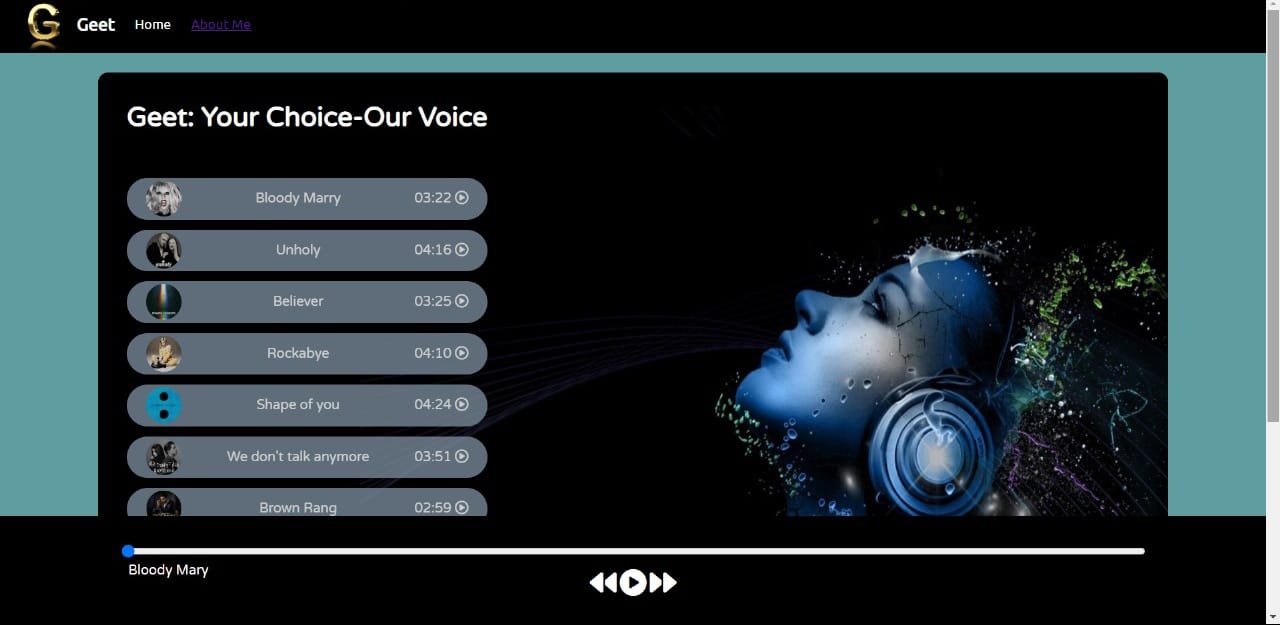 G Geet Home About Me
Geet: Your Choice-Our Voice
Bloody Marry 03:22
Unholy 04:16
Believer 03:25
Rockabye 04:10
Shape of you 04:24
We don't talk anymore 03:51
Brown Rang 02:59
Bloody Mary